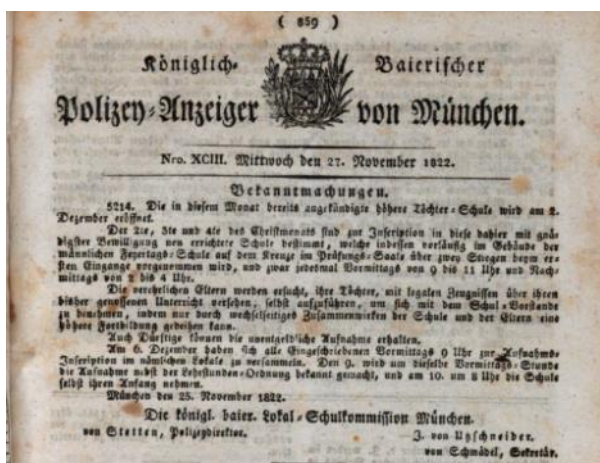 ( 889 )
Königlich- Baierischer
Polizey-Anzeiger von München.
Nro. XCIII. Mittwoch den 27. November 1822.
Bekanntmachungen.
5214. Die in diesem Monat bereits angekündigte höhere Töchter-Schule wird am 2.
Dezember eröffnet.
Der 2te, 3te und 4te des Christmonats sind zur Inscription in diese dahier mit gnä-
digster Bewilligung neu errichtete Schule bestimmt, welche indessen vorläufig im Gebäude der
männlichen Feyertags-Schule auf dem Kreuze im Prüfungs-Saale über zwei Stiegen beym er-
sten Eingange vorgenommen wird, und zwar jedesmal Vormittags von 9 bis 11 Uhr und Nach-
mittags von 2 bis 4 Uhr.
Die verehrlichen Eltern werden ersucht, ihre Töchter, mit legalen Zeugnissen über ihren
bisher genossenen Unterricht versehen, selbst aufzuführen, um sich mit dem Schul-Vorstande
zu benehmen, indem nur durch wechselseitiges Zusammenwirken der Schule und der Eltern eine
höhere Fortbildung gedeihen kann.
Auch Dürftige können die unentgeldliche Aufnahme erhalten.
Am 6. Dezember haben sich alle Eingeschriebenen Vormittags 9 Uhr zur Aufnahms-
Inscription im nämlichen Lokale zu versammeln. Den 9. wird um dieselbe Vormittags-Stunde
die Aufnahme nebst der Lehrstunden-Ordnung bekannt gemacht, und am 10. um 8 Uhr die Schule
selbst ihren Anfang nehmen.
München den 25. November 1822.
Die königl. baier. Lokal-Schulkommission München.
von Stetten, Polizeydirektor. J. von Utzschneider.
von Schmädel, Sekretär.